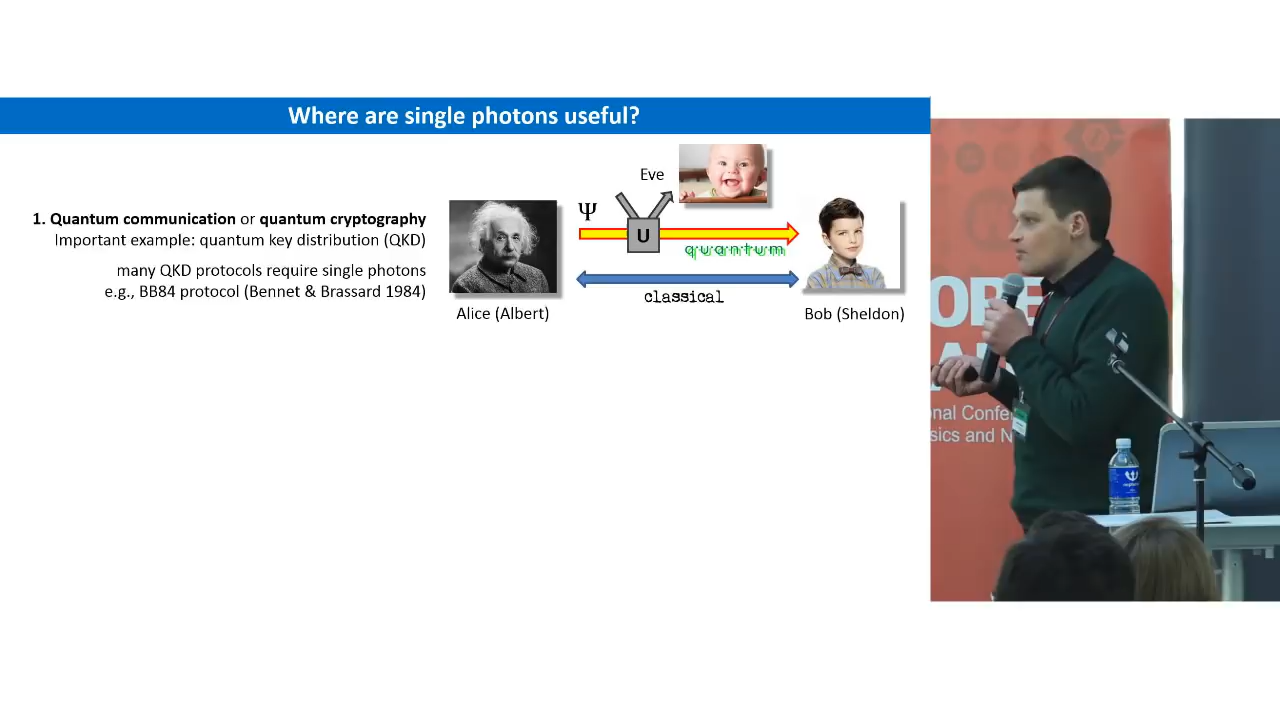 Where are single photons useful?
1. Quantum communication or quantum cryptography
Important example: quantum key distribution (QKD)
many QKD protocols require single photons
e.g., BB84 protocol (Bennet & Brassard 1984)
Eve
Ψ
U
quantum
classical
Alice (Albert)
Bob (Sheldon)
OPE
onal Confe
sics and N